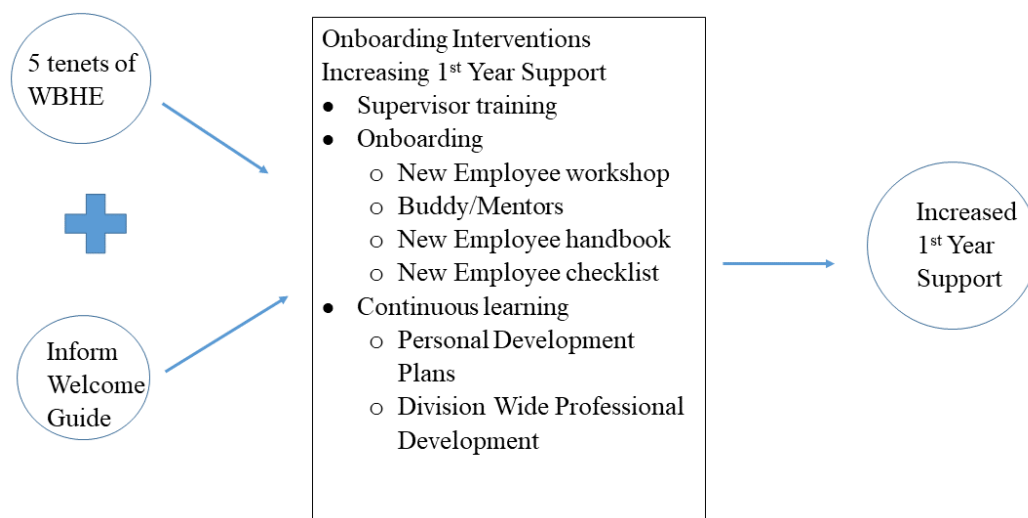 5 tenets of
WBHE
Inform
Welcome
Guide
Onboarding Interventions
Increasing 1st Year Support
● Supervisor training
● Onboarding
o New Employee workshop
o Buddy/Mentors
o New Employee handbook
o New Employee checklist
● Continuous learning
o Personal Development
Plans
o Division Wide Professional
Development
Increased
1st Year
Support